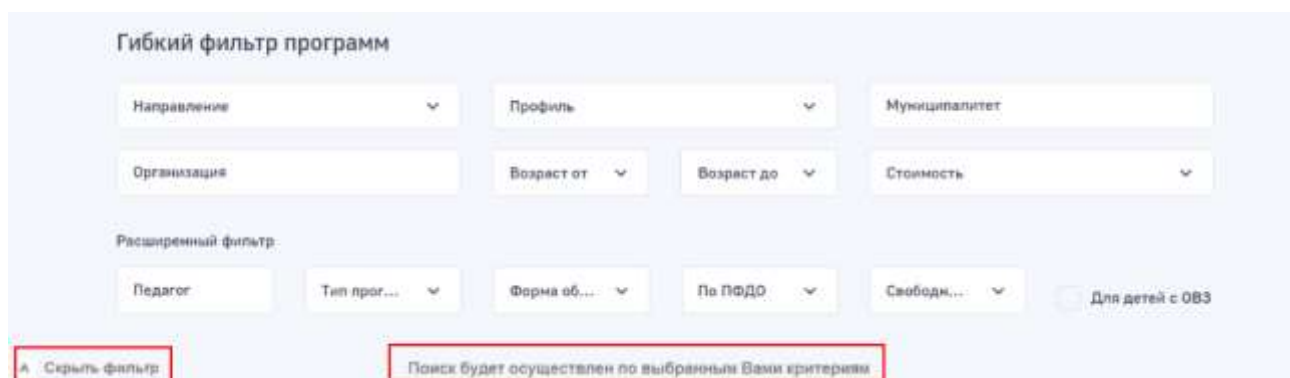 Гибкий фильтр программ
Направление Профиль Муниципалитет
Организация Возраст от Возраст до Стоимость
Расширенный фильтр
Педагог Тип прог... Форма об... По ПФДО Свободн... Для детей с ОВЗ
Скрыть фильтр Поиск будет осуществлен по выбранным Вами критериям